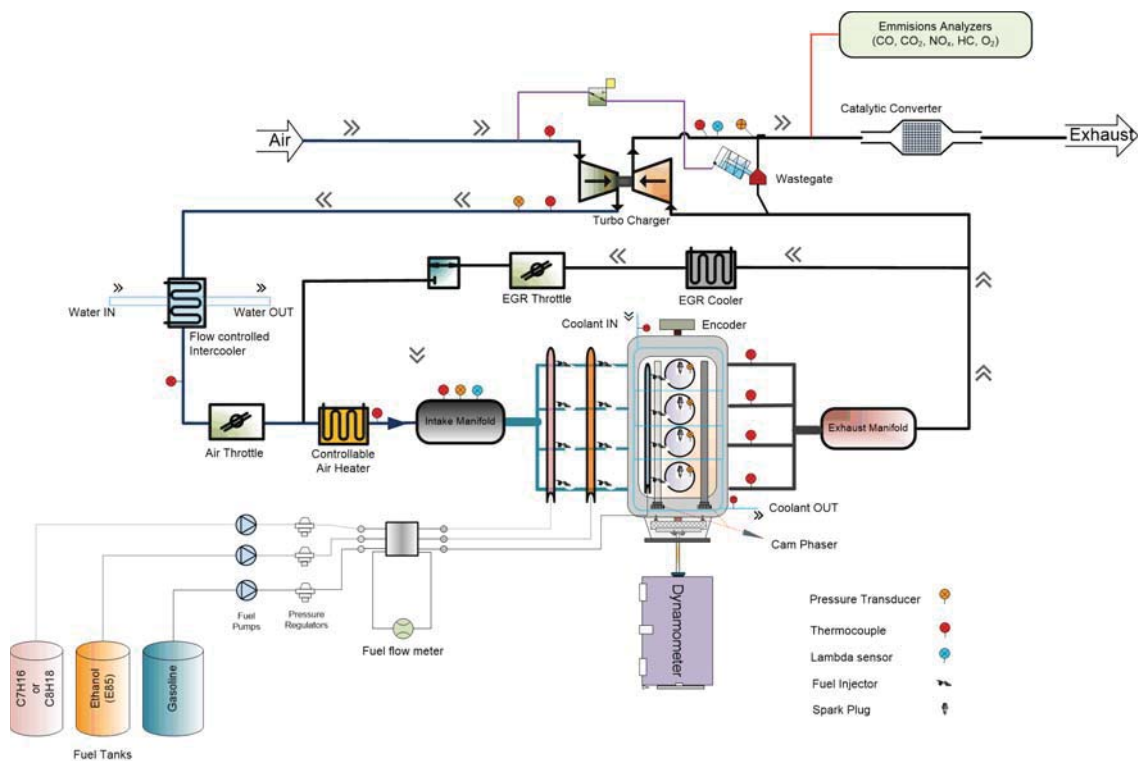 Emmisions Analyzers
(CO, CO₂, NOₓ, HC, O₂)
Catalytic Converter
Air
Exhaust
Wastegate
Turbo Charger
EGR Throttle
EGR Cooler
Water IN
Water OUT
Flow controlled
Intercooler
Coolant IN
Encoder
Intake Manifold
Exhaust Manifold
Air Throttle
Controllable
Air Heater
Coolant OUT
Cam Phaser
Dynamometer
Fuel
Pumps
Pressure
Regulators
Fuel flow meter
C7H16
or
C8H18
Ethanol
(E85)
Gasoline
Fuel Tanks
Pressure Transducer
Thermocouple
Lambda sensor
Fuel Injector
Spark Plug